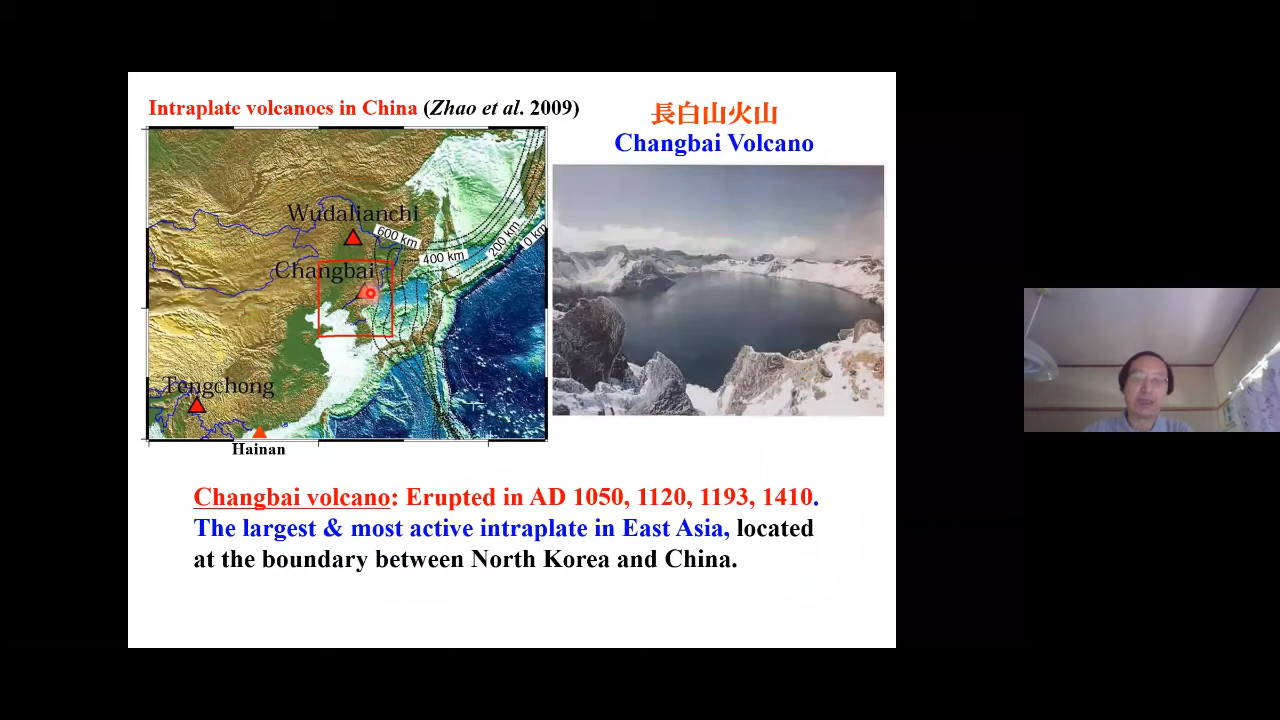 Intraplate volcanoes in China (Zhao et al. 2009)
長白山火山
Changbai Volcano
Wudalianchi
600 km
400 km
200 km
0 km
Changbai
Tengchong
Hainan
Changbai volcano: Erupted in AD 1050, 1120, 1193, 1410.
The largest & most active intraplate in East Asia, located
at the boundary between North Korea and China.